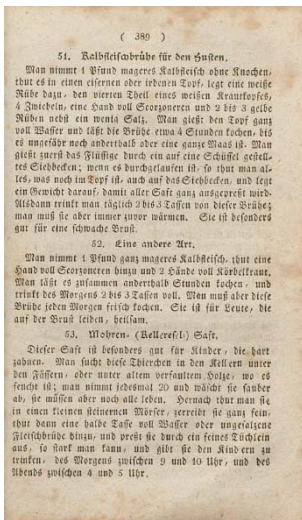 ( 389 )
51. Kalbfleischbrühe für den Husten.
Man nimmt 1 Pfund mageres Kalbfleisch ohne Knochen,
thut es in einen eisernen oder irdenen Topf, legt eine weiße
Rübe dazu, den vierten Theil eines weißen Krautkopfes,
4 Zwiebeln, eine Hand voll Scorzoneren und 2 bis 3 gelbe
Rüben nebst ein wenig Salz. Man gießt den Topf ganz
voll Wasser und läßt die Brühe etwa 4 Stunden kochen, bis
es ungefähr noch anderthalb oder eine ganze Maas ist. Man
gießt zuerst das Flüssige durch ein auf eine Schüssel gestell-
tes Siehbecken; wenn es durchgelaufen ist, so thut man al-
les, was noch im Topf ist, auch auf das Siehbecken, und legt
ein Gewicht darauf, damit aller Saft ganz ausgepreßt wird.
Alsdann trinkt man täglich 2 bis 3 Tassen von dieser Brühe;
man muß sie aber immer zuvor wärmen. Sie ist besonders
gut für eine schwache Brust.
52. Eine andere Art.
Man nimmt 1 Pfund ganz mageres Kalbfleisch, thut eine
Hand voll Scorzoneren hinzu und 2 Hände voll Körbelkraut.
Man läßt es zusammen anderthalb Stunden kochen, und
trinkt des Morgens 2 bis 3 Tassen voll. Man muß aber diese
Brühe jeden Morgen frisch kochen. Sie ist für Leute, die
auf der Brust leiden, heilsam.
53. Mohren- (Kelleresel-) Saft.
Dieser Saft ist besonders gut für Kinder, die hart
zahnen. Man sucht diese Thierchen in den Kellern unter
den Fässern, oder unter altem verfaultem Holze, wo es
feucht ist; man nimmt jedesmal 20 und wäscht sie sauber
ab, sie müssen aber noch alle leben. Hernach thut man sie
in einen kleinen steinernen Mörser, zerreibt sie ganz fein,
thut dann eine halbe Tasse voll Wasser oder ungesalzene
Fleischbrühe hinzu, und preßt sie durch ein feines Tüchlein
aus, so stark man kann, und gibt sie den Kindern zu
trinken, des Morgens zwischen 9 und 10 Uhr, und des
Abends zwischen 4 und 5 Uhr.